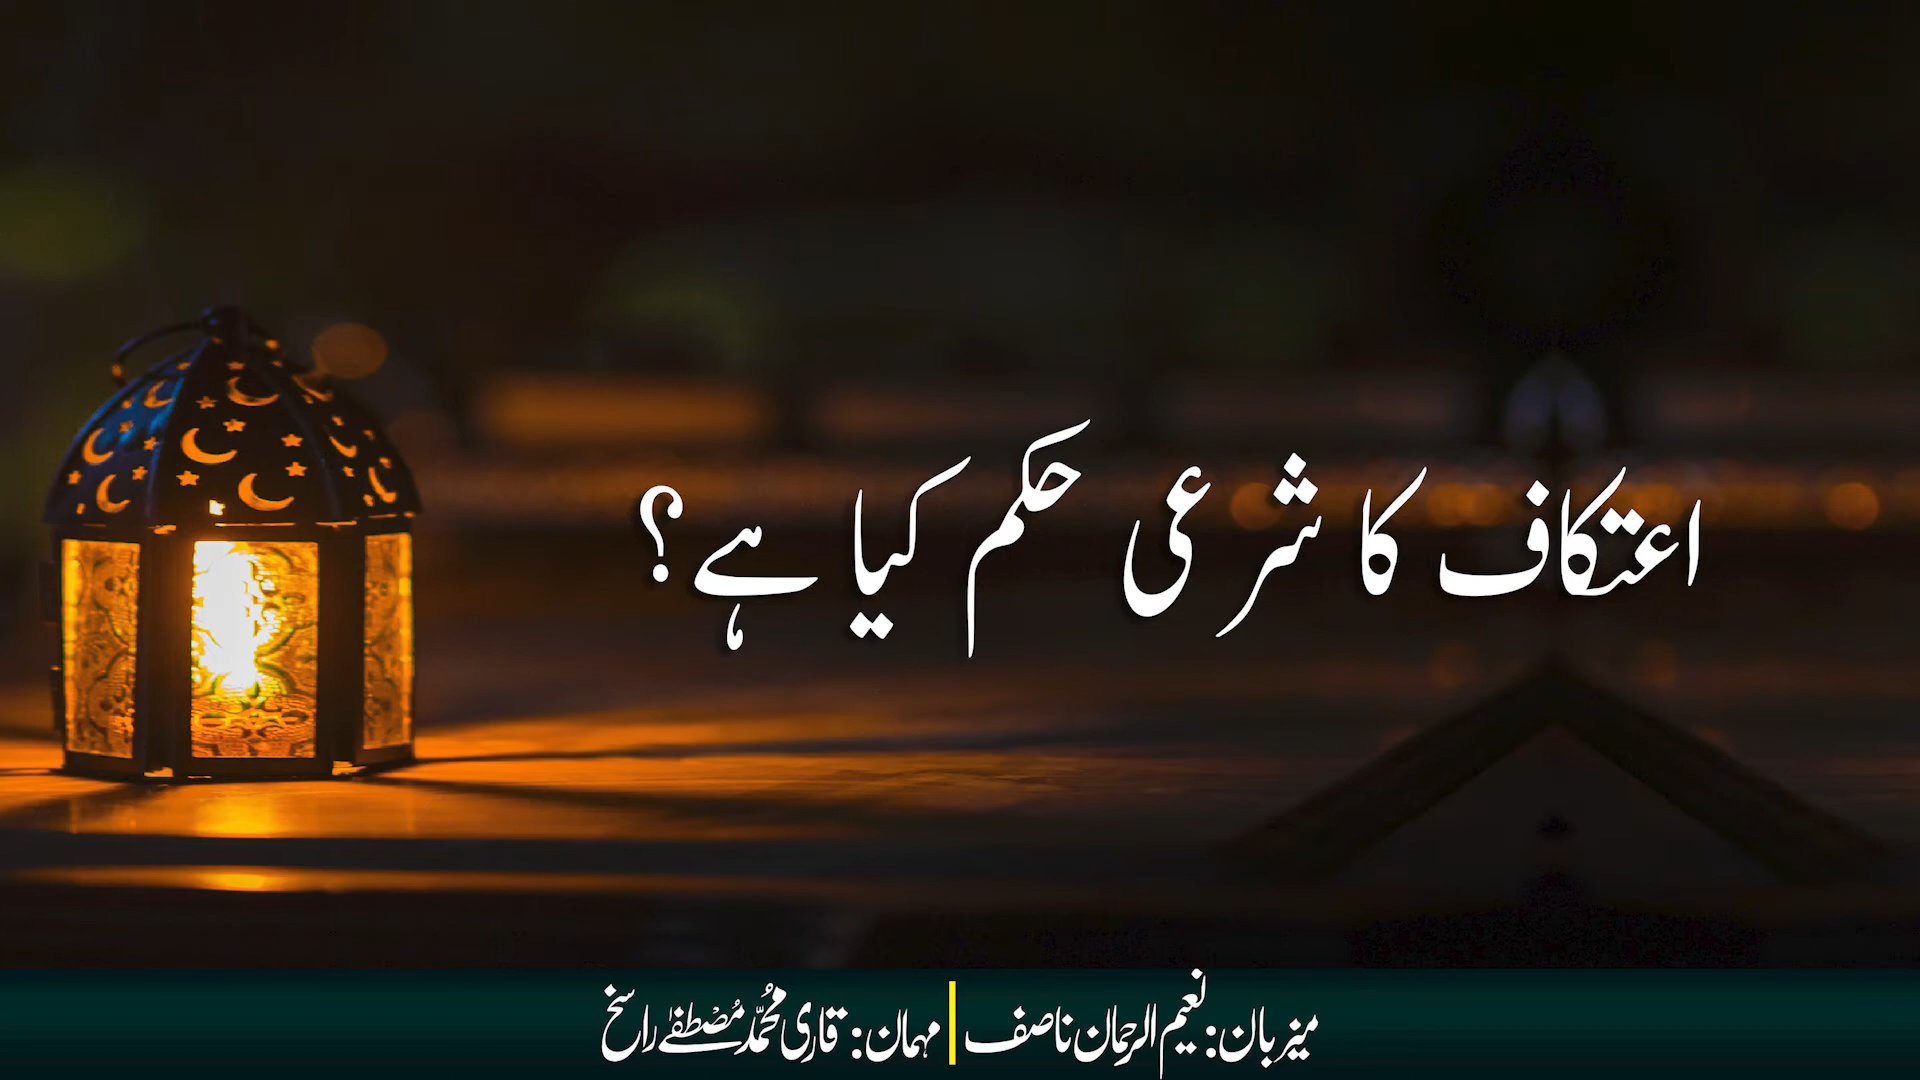 اعتکاف کا شرعی حکم کیا ہے؟
میزبان: نعیم الرحمان ناصف | مہمان: قاری محمد مصطفیٰ راسخ